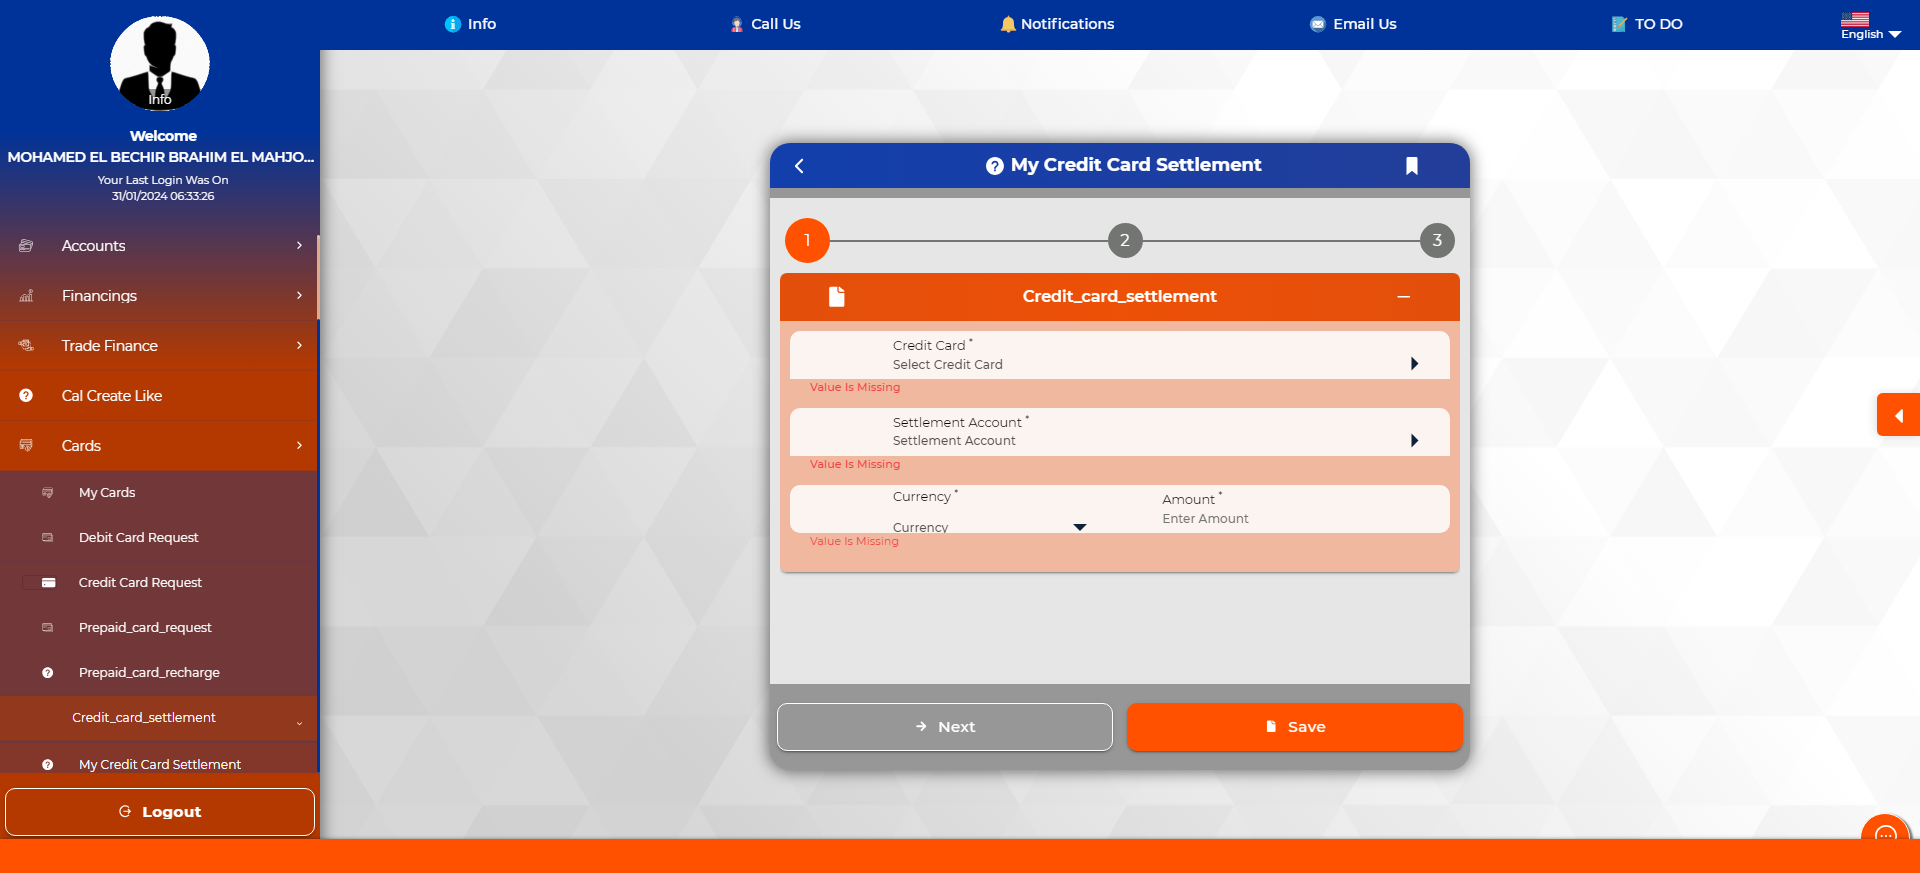 Info
Call Us
Notifications
Email Us
TO DO
English
Info
Welcome
MOHAMED EL BECHIR BRAHIM EL MAHJO...
Your Last Login Was On
31/01/2024 06:33:26
Accounts
Financings
Trade Finance
Cal Create Like
Cards
My Cards
Debit Card Request
Credit Card Request
Prepaid_card_request
Prepaid_card_recharge
Credit_card_settlement
My Credit Card Settlement
Logout
My Credit Card Settlement
1 2 3
Credit_card_settlement
Credit Card *
Select Credit Card
Value Is Missing
Settlement Account *
Settlement Account
Value Is Missing
Currency *
Currency
Amount *
Enter Amount
Value Is Missing
Next
Save